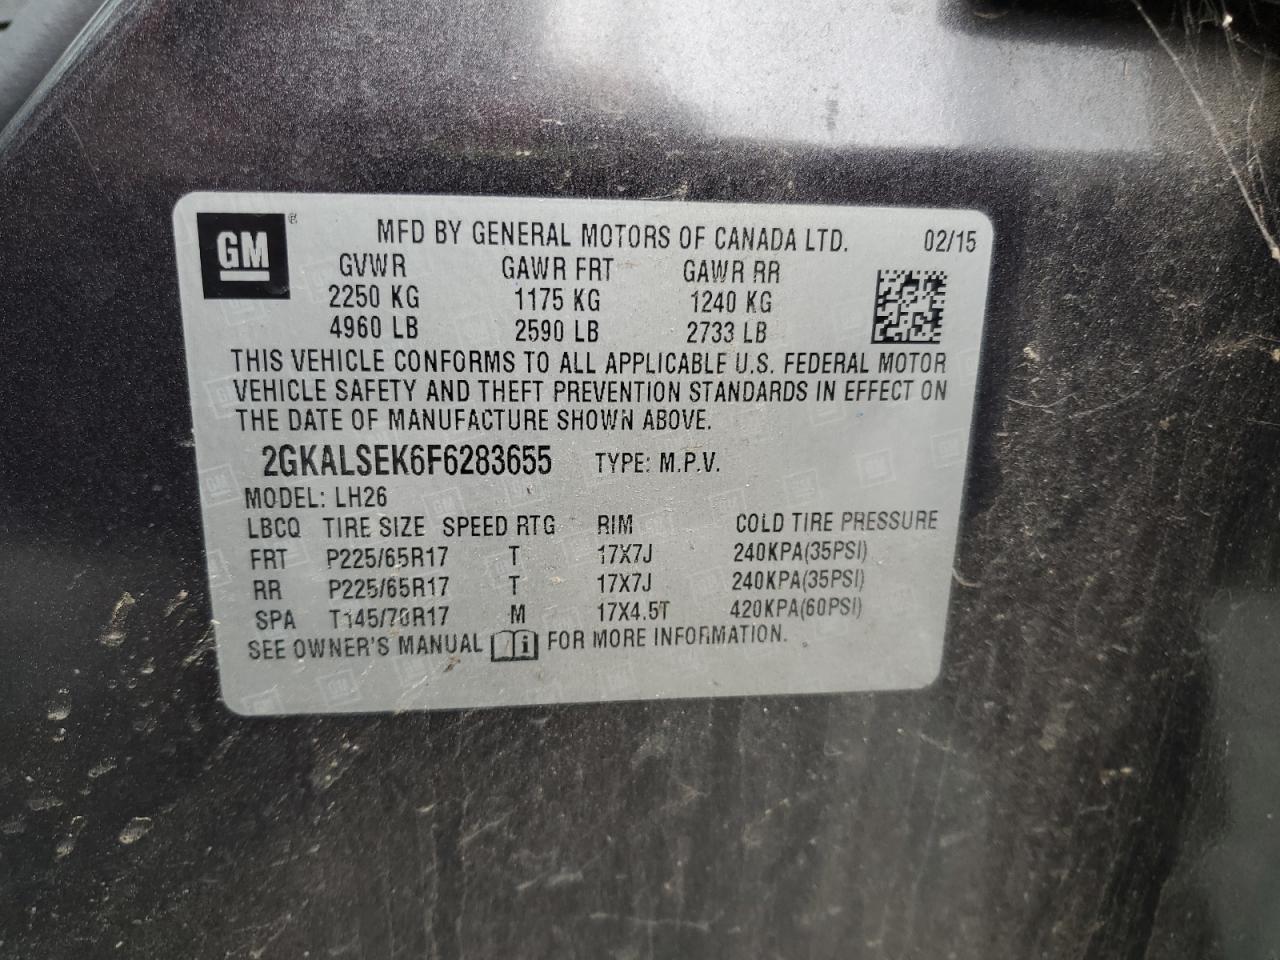 GM ® MFD BY GENERAL MOTORS OF CANADA LTD. 02/15
GVWR GAWR FRT GAWR RR
2250 KG 1175 KG 1240 KG
4960 LB 2590 LB 2733 LB
THIS VEHICLE CONFORMS TO ALL APPLICABLE U.S. FEDERAL MOTOR
VEHICLE SAFETY AND THEFT PREVENTION STANDARDS IN EFFECT ON
THE DATE OF MANUFACTURE SHOWN ABOVE.
2GKALSEK6F6283655 TYPE: M.P.V.
MODEL: LH26
LBCQ TIRE SIZE SPEED RTG RIM COLD TIRE PRESSURE
FRT P225/65R17 T 17X7J 240KPA(35PSI)
RR P225/65R17 T 17X7J 240KPA(35PSI)
SPA T145/70R17 M 17X4.5T 420KPA(60PSI)
SEE OWNER'S MANUAL i FOR MORE INFORMATION.